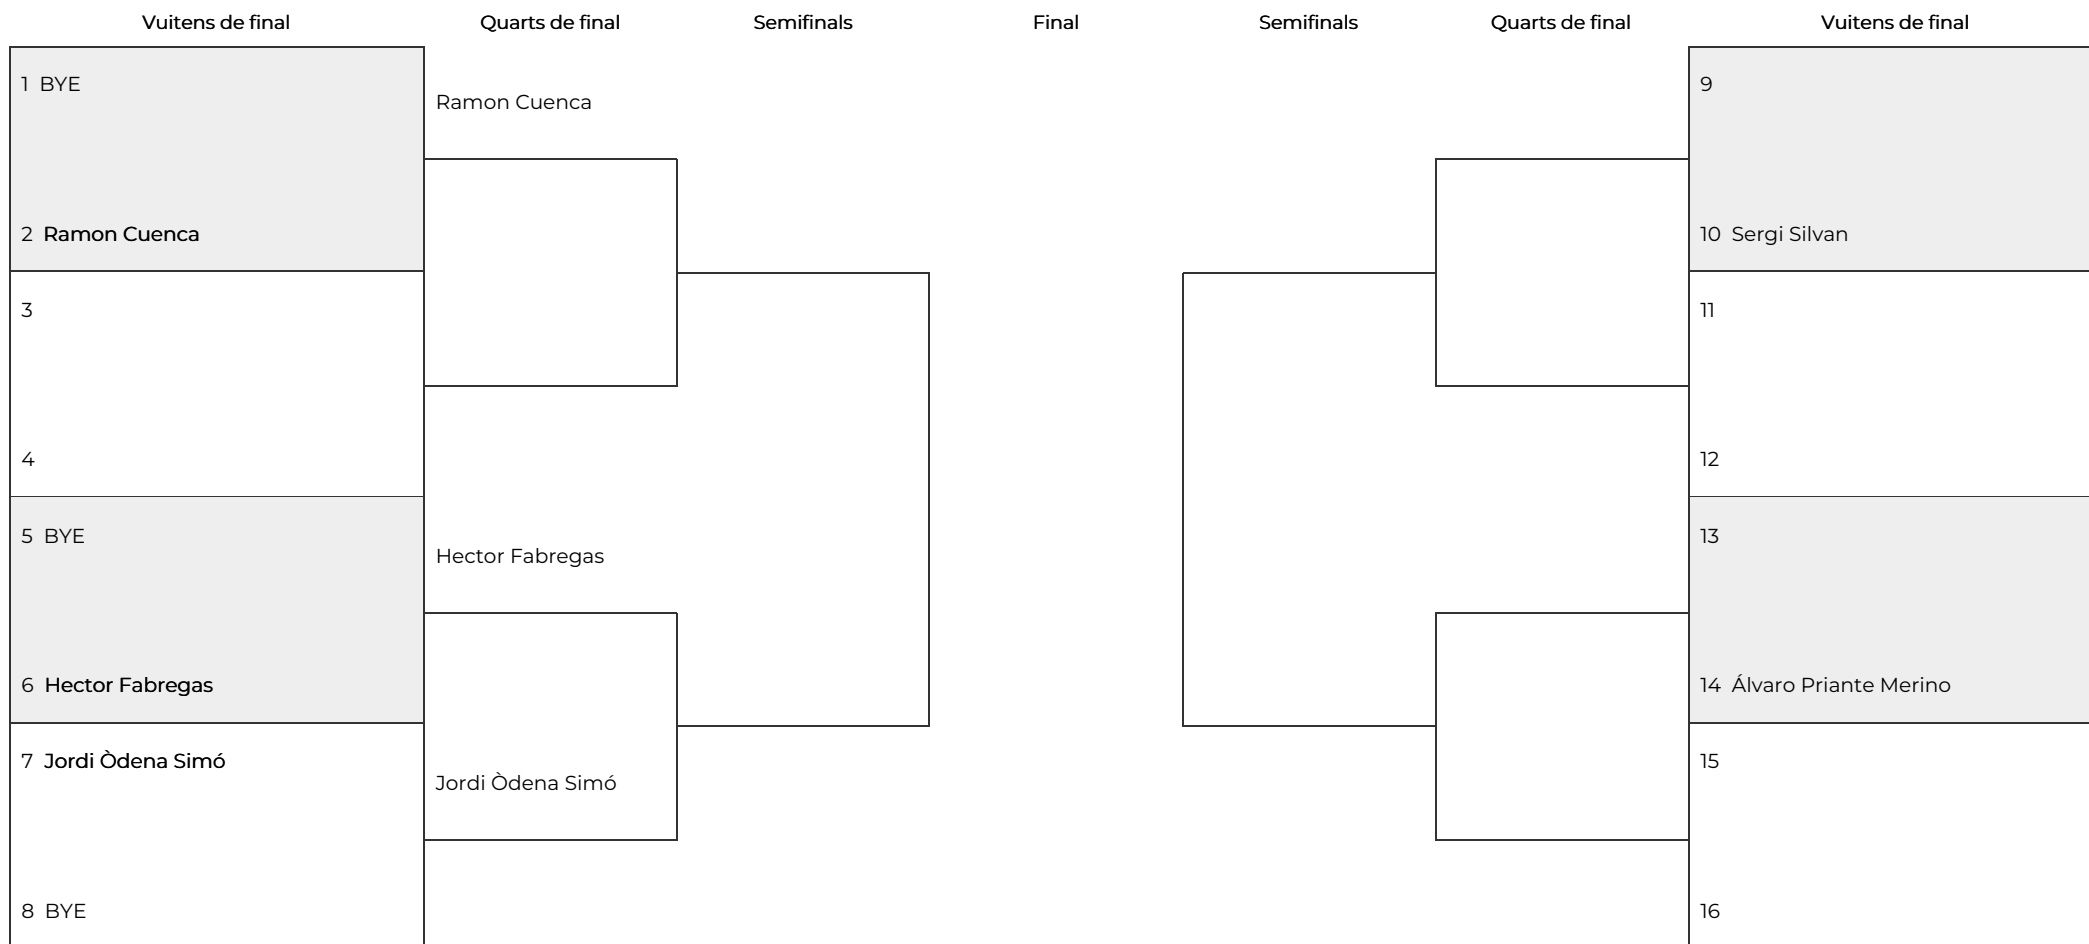 Vuitens de final
Quarts de final
Semifinals
Final
Semifinals
Quarts de final
Vuitens de final
1 BYE
2 Ramon Cuenca
3
4
5 BYE
6 Hector Fabregas
7 Jordi Òdena Simó
8 BYE
Ramon Cuenca
Hector Fabregas
Jordi Òdena Simó
9
10 Sergi Silvan
11
12
13
14 Álvaro Priante Merino
15
16